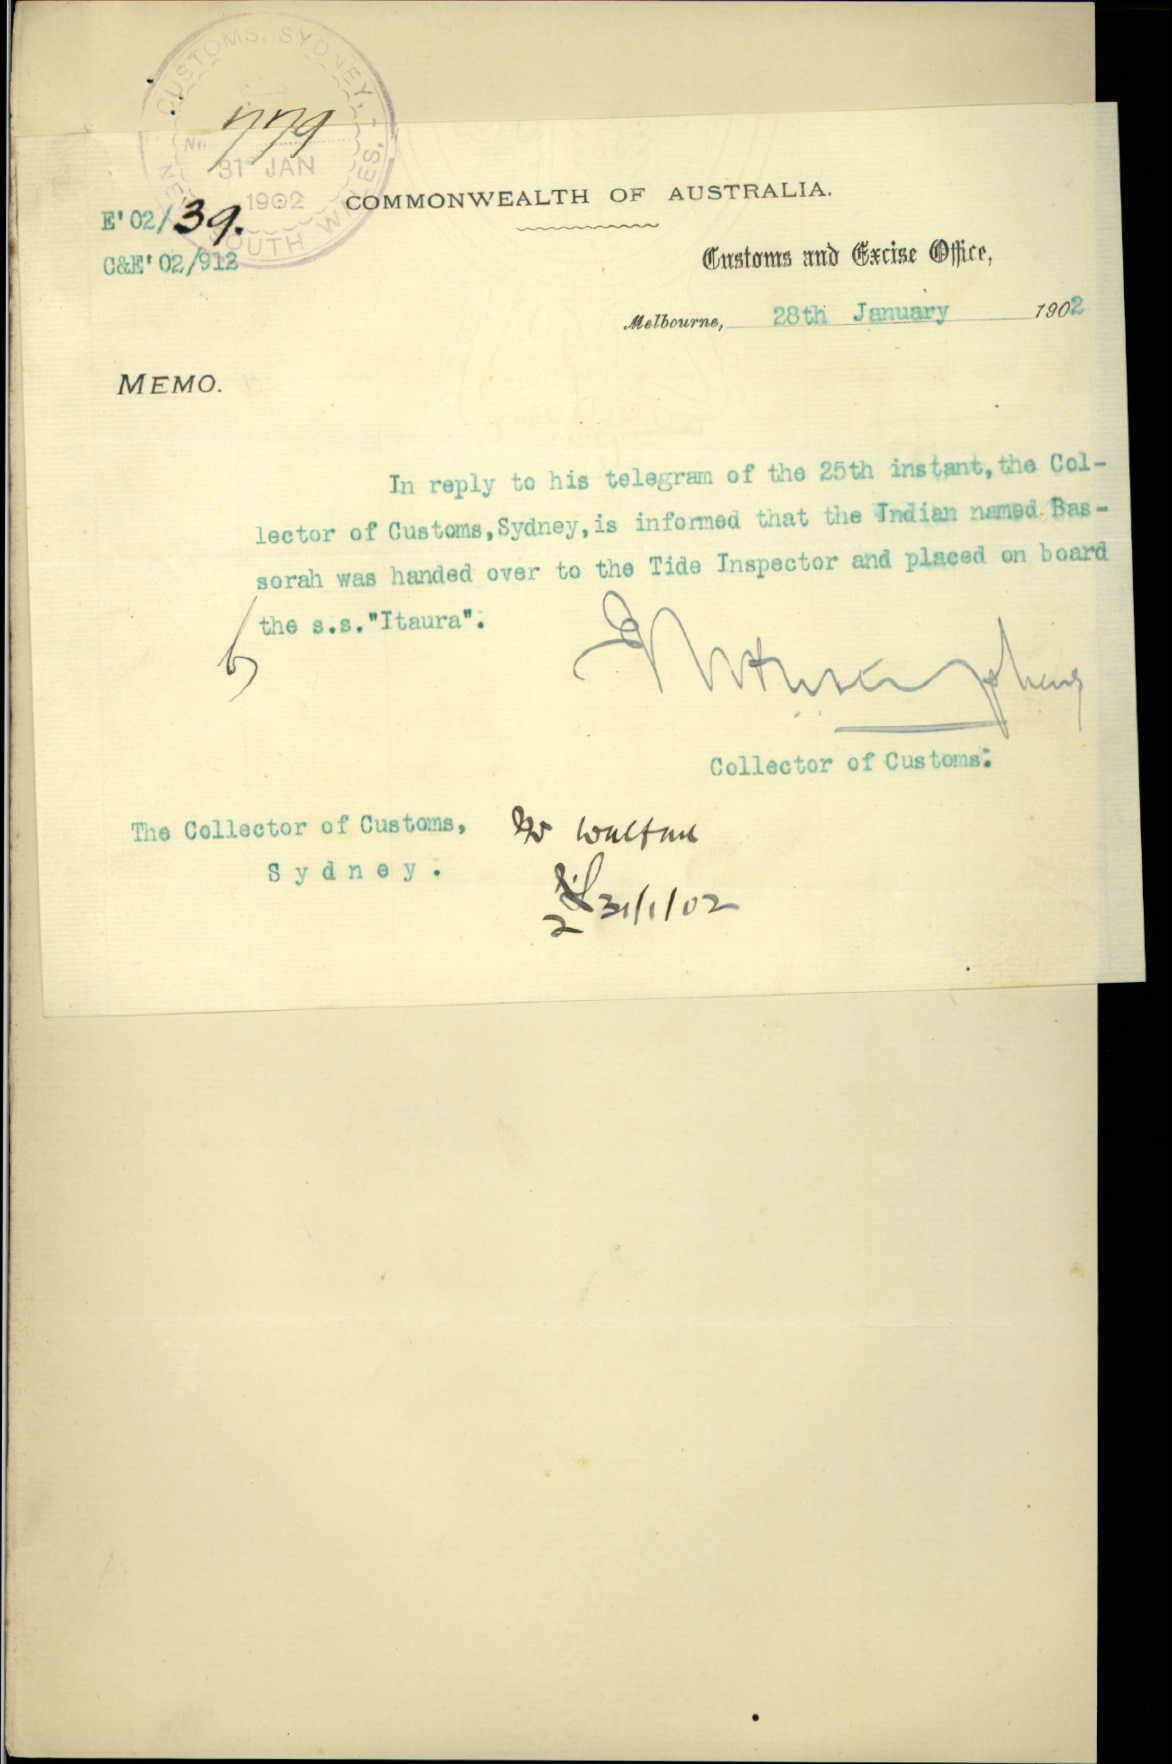 CUSTOMS, SYDNEY,
NEW SOUTH WALES,
No. 779
31 JAN
1902
COMMONWEALTH OF AUSTRALIA.
E'02/39.
C&E'02/912
Customs and Excise Office,
Melbourne, 28th January 1902
MEMO.
In reply to his telegram of the 25th instant, the Col-
lector of Customs, Sydney, is informed that the Indian named Bas-
sorah was handed over to the Tide Inspector and placed on board
the s.s."Itaura".
Collector of Customs.
The Collector of Customs,
Sydney.
31/1/02